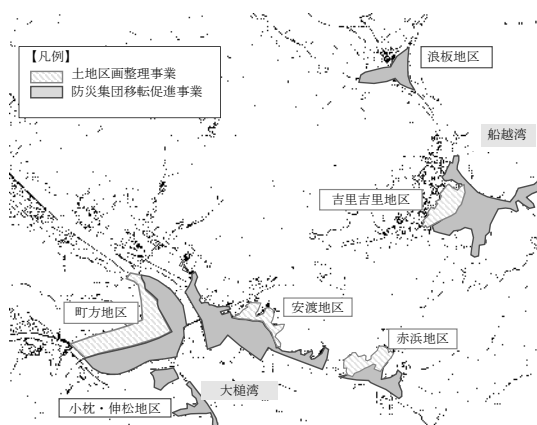 【凡例】
土地区画整理事業
防災集団移転促進事業
浪板地区
船越湾
吉里吉里地区
町方地区
安渡地区
赤浜地区
大槌湾
小枕・伸松地区